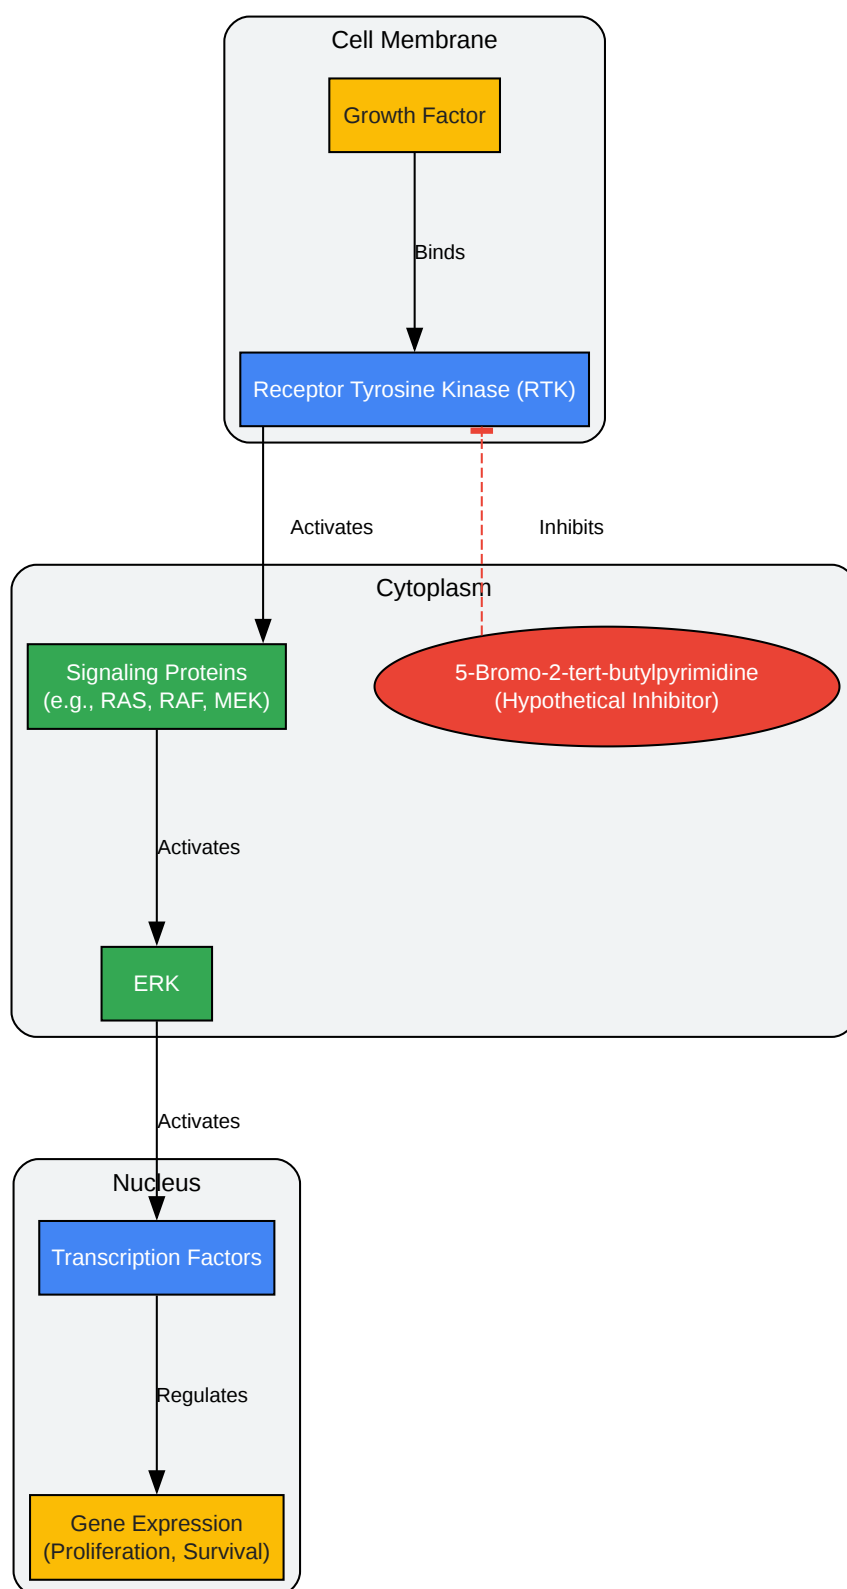 Cell Membrane
Growth Factor
Binds
Receptor Tyrosine Kinase (RTK)
Activates
Inhibits
Cytoplasm
Signaling Proteins
(e.g., RAS, RAF, MEK)
5-Bromo-2-tert-butylpyrimidine
(Hypothetical Inhibitor)
Activates
ERK
Activates
Nucleus
Transcription Factors
Regulates
Gene Expression
(Proliferation, Survival)